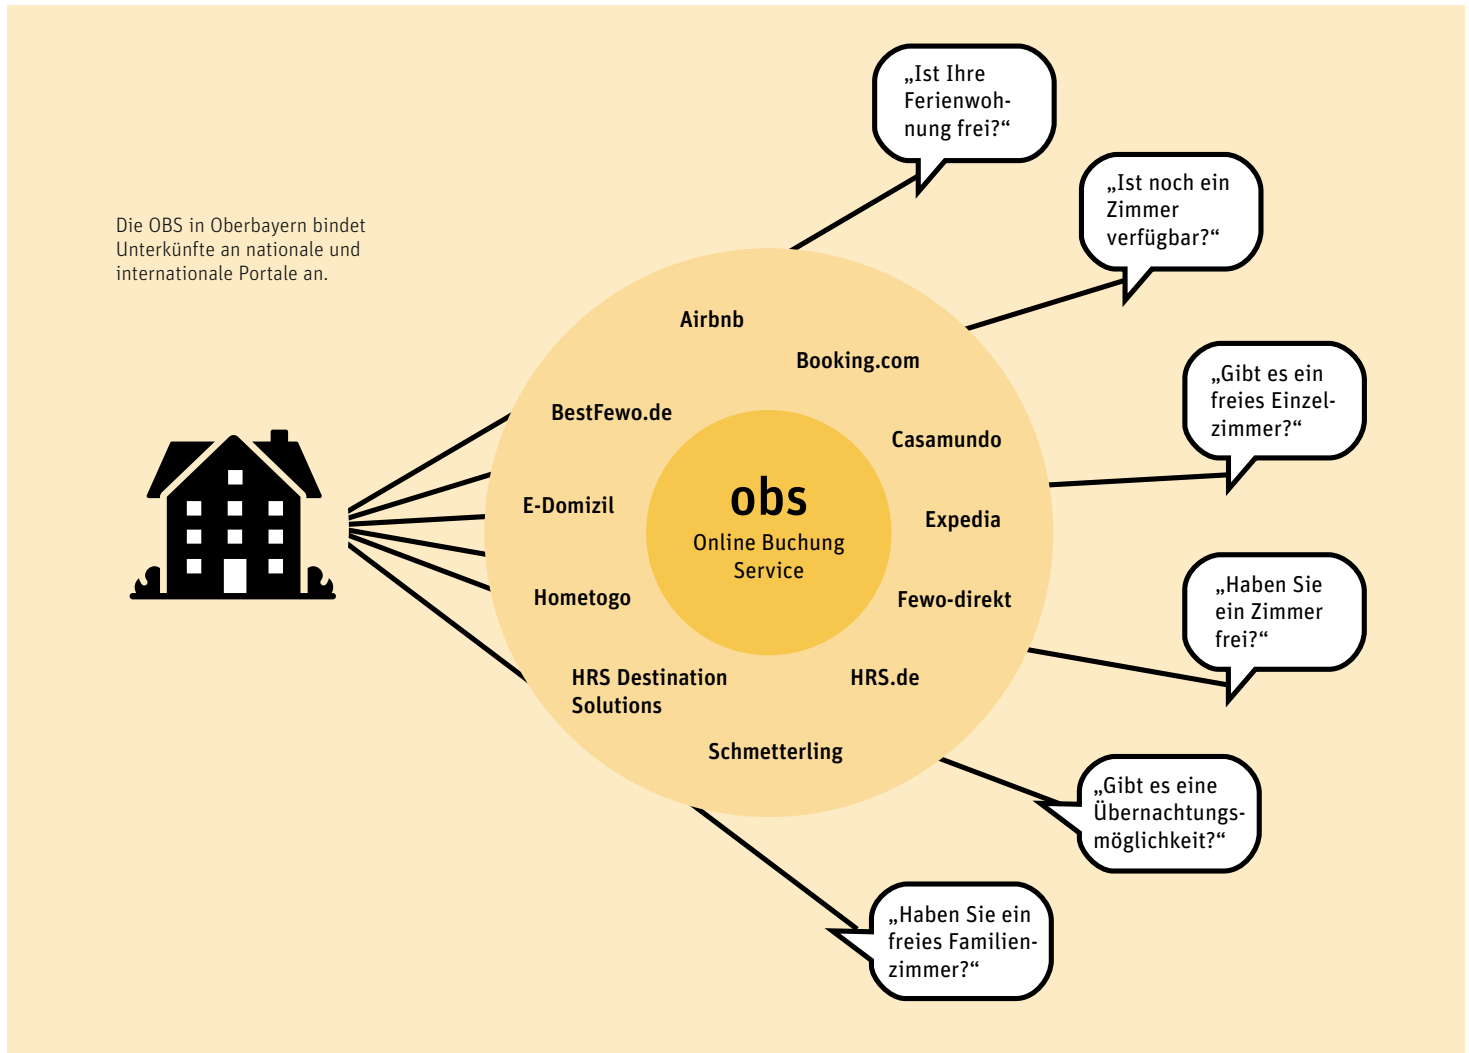 „Ist Ihre
Ferienwoh-
nung frei?“
„Ist noch ein
Zimmer
verfügbar?“
Die OBS in Oberbayern bindet
Unterkünfte an nationale und
internationale Portale an.
Airbnb
Booking.com
BestFewo.de
Casamundo
E-Domizil
Expedia
Hometogo
Fewo-direkt
HRS Destination
Solutions
HRS.de
Schmetterling
obs
Online Buchung
Service
„Gibt es ein
freies Einzel-
zimmer?“
„Haben Sie
ein Zimmer
frei?“
„Gibt es eine
Übernachtungs-
möglichkeit?“
„Haben Sie ein
freies Familien-
zimmer?“